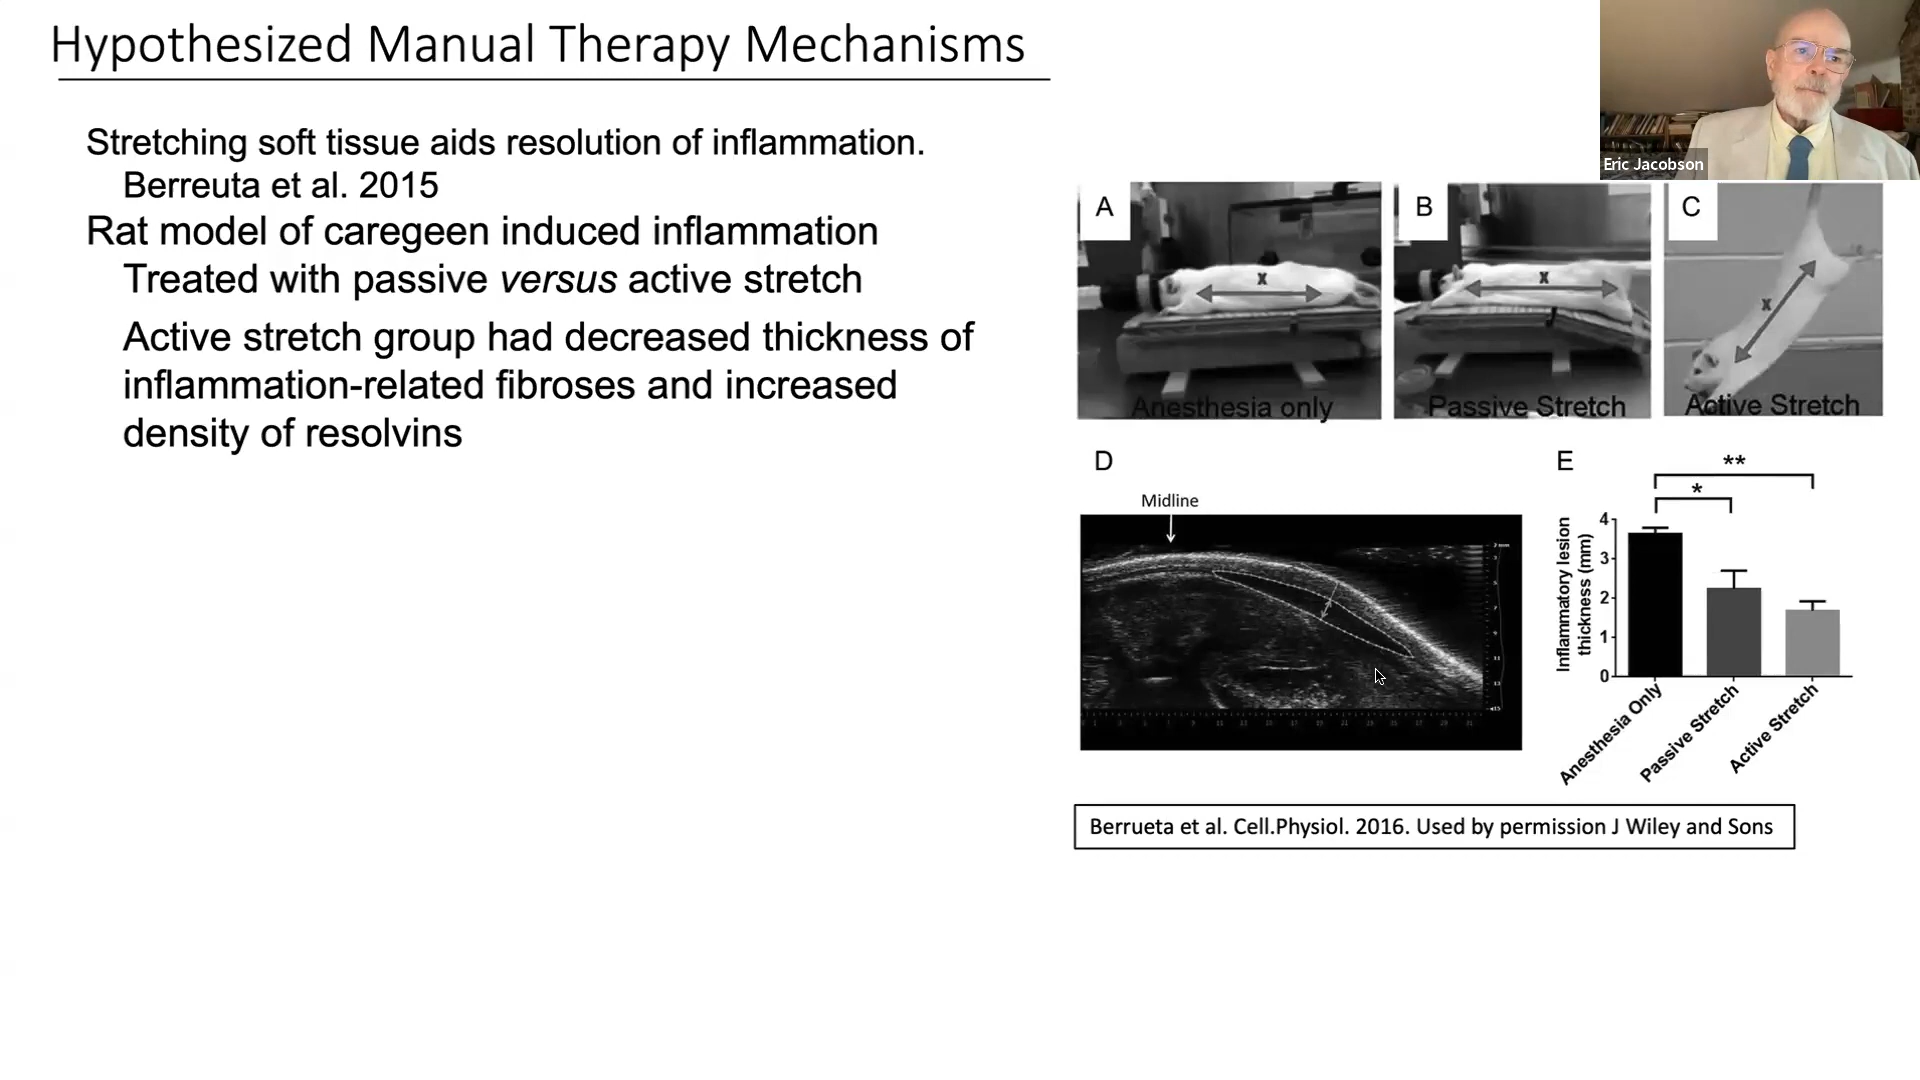 Hypothesized Manual Therapy Mechanisms
Eric Jacobson
Stretching soft tissue aids resolution of inflammation.
Berreuta et al. 2015
Rat model of caregeen induced inflammation
Treated with passive versus active stretch
Active stretch group had decreased thickness of
inflammation-related fibroses and increased
density of resolvins
A
X
Anesthesia only
B
X
Passive Stretch
C
X
Active Stretch
D
Midline
E
**
*
Inflammatory lesion
thickness (mm)
4
3
2
1
0
Anesthesia Only
Passive Stretch
Active Stretch
Berrueta et al. Cell.Physiol. 2016. Used by permission J Wiley and Sons